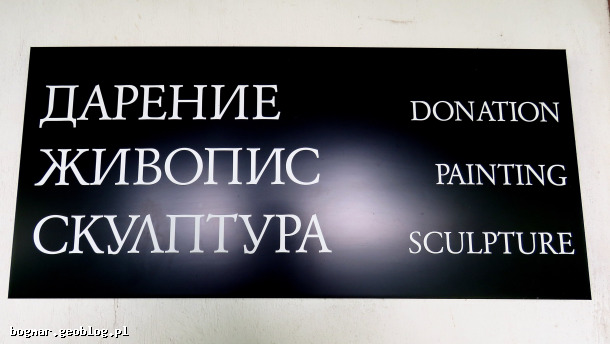 ДАРЕНИЕ DONATION
ЖИВОПИС PAINTING
СКУЛПТУРА SCULPTURE
bognar.geoblog.pl